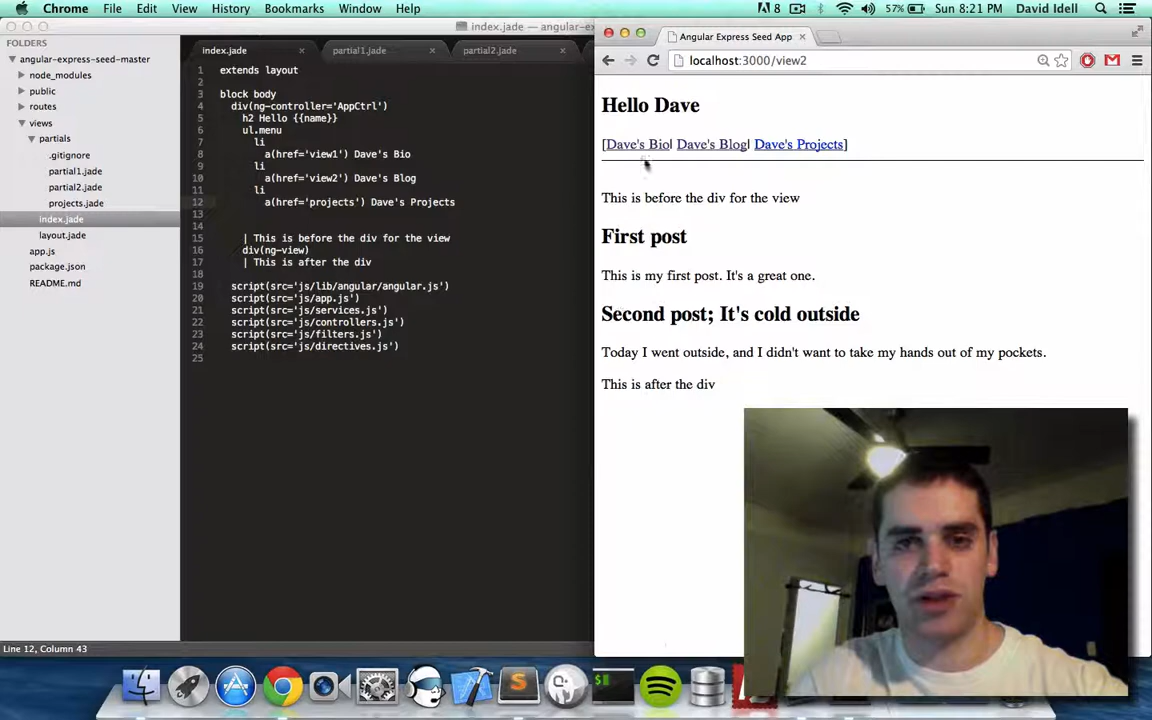 Chrome File Edit View History Bookmarks Window Help
8 57% Sun 8:21 PM David Idell
index.jade — angular-ex
FOLDERS
angular-express-seed-master
node_modules
public
routes
views
partials
.gitignore
partial1.jade
partial2.jade
projects.jade
index.jade
layout.jade
app.js
package.json
README.md
index.jade partial1.jade partial2.jade
1 extends layout
2
3 block body
4 div(ng-controller='AppCtrl')
5 h2 Hello {{name}}
6 ul.menu
7 li
8 a(href='view1') Dave's Bio
9 li
10 a(href='view2') Dave's Blog
11 li
12 a(href='projects') Dave's Projects
13
14
15 | This is before the div for the view
16 div(ng-view)
17 | This is after the div
18
19 script(src='js/lib/angular/angular.js')
20 script(src='js/app.js')
21 script(src='js/services.js')
22 script(src='js/controllers.js')
23 script(src='js/filters.js')
24 script(src='js/directives.js')
25
Line 12, Column 43
Angular Express Seed App
localhost:3000/view2
Hello Dave
[Dave's Bio| Dave's Blog| Dave's Projects]
This is before the div for the view
First post
This is my first post. It's a great one.
Second post; It's cold outside
Today I went outside, and I didn't want to take my hands out of my pockets.
This is after the div